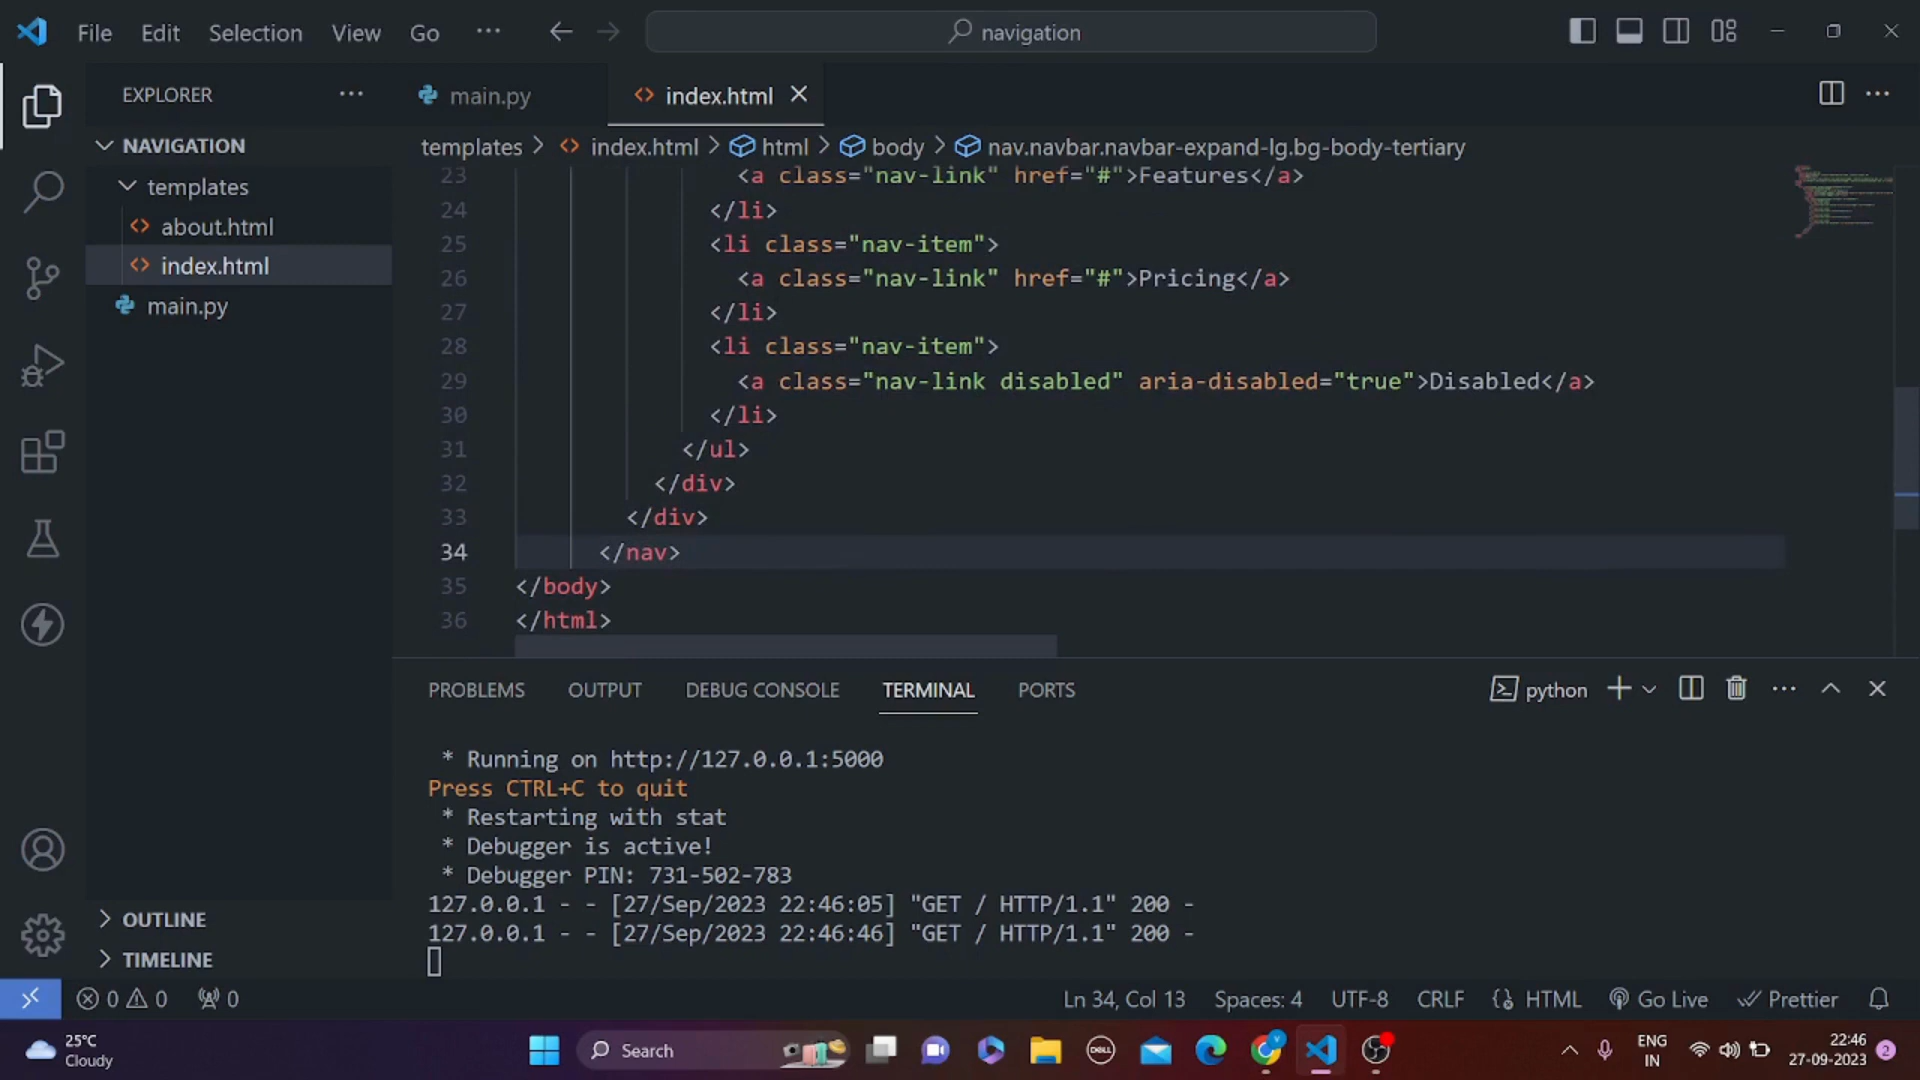 File Edit Selection View Go ··· navigation
EXPLORER ··· main.py index.html
NAVIGATION
templates
about.html
index.html
main.py
OUTLINE
TIMELINE
templates > index.html > html > body > nav.navbar.navbar-expand-lg.bg-body-tertiary
23 <a class="nav-link" href="#">Features</a>
24 </li>
25 <li class="nav-item">
26 <a class="nav-link" href="#">Pricing</a>
27 </li>
28 <li class="nav-item">
29 <a class="nav-link disabled" aria-disabled="true">Disabled</a>
30 </li>
31 </ul>
32 </div>
33 </div>
34 </nav>
35 </body>
36 </html>
PROBLEMS OUTPUT DEBUG CONSOLE TERMINAL PORTS python
* Running on http://127.0.0.1:5000
Press CTRL+C to quit
* Restarting with stat
* Debugger is active!
* Debugger PIN: 731-502-783
127.0.0.1 - - [27/Sep/2023 22:46:05] "GET / HTTP/1.1" 200 -
127.0.0.1 - - [27/Sep/2023 22:46:46] "GET / HTTP/1.1" 200 -
0 0 0 Ln 34, Col 13 Spaces: 4 UTF-8 CRLF HTML Go Live Prettier
25°C
Cloudy
Search
DELL
ENG
IN
22:46
27-09-2023
2